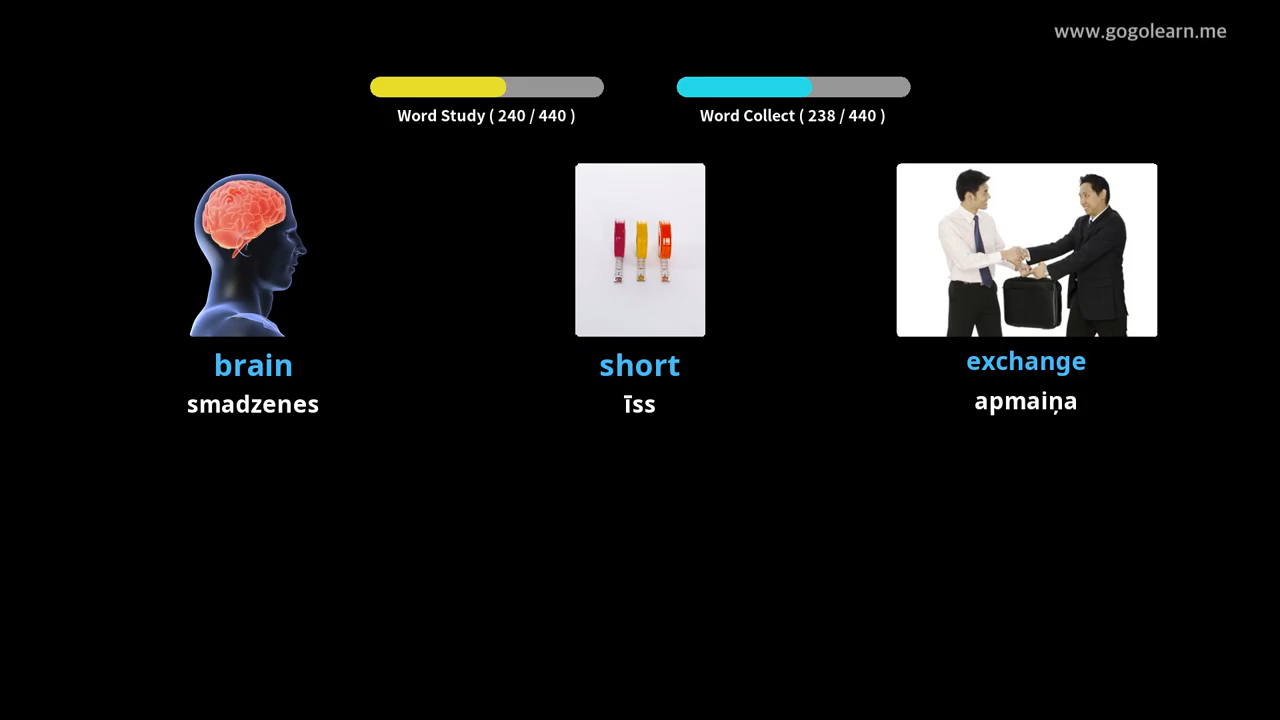 www.gogolearn.me
Word Study ( 240 / 440 )
Word Collect ( 238 / 440 )
brain
smadzenes
short
īss
exchange
apmaiņa